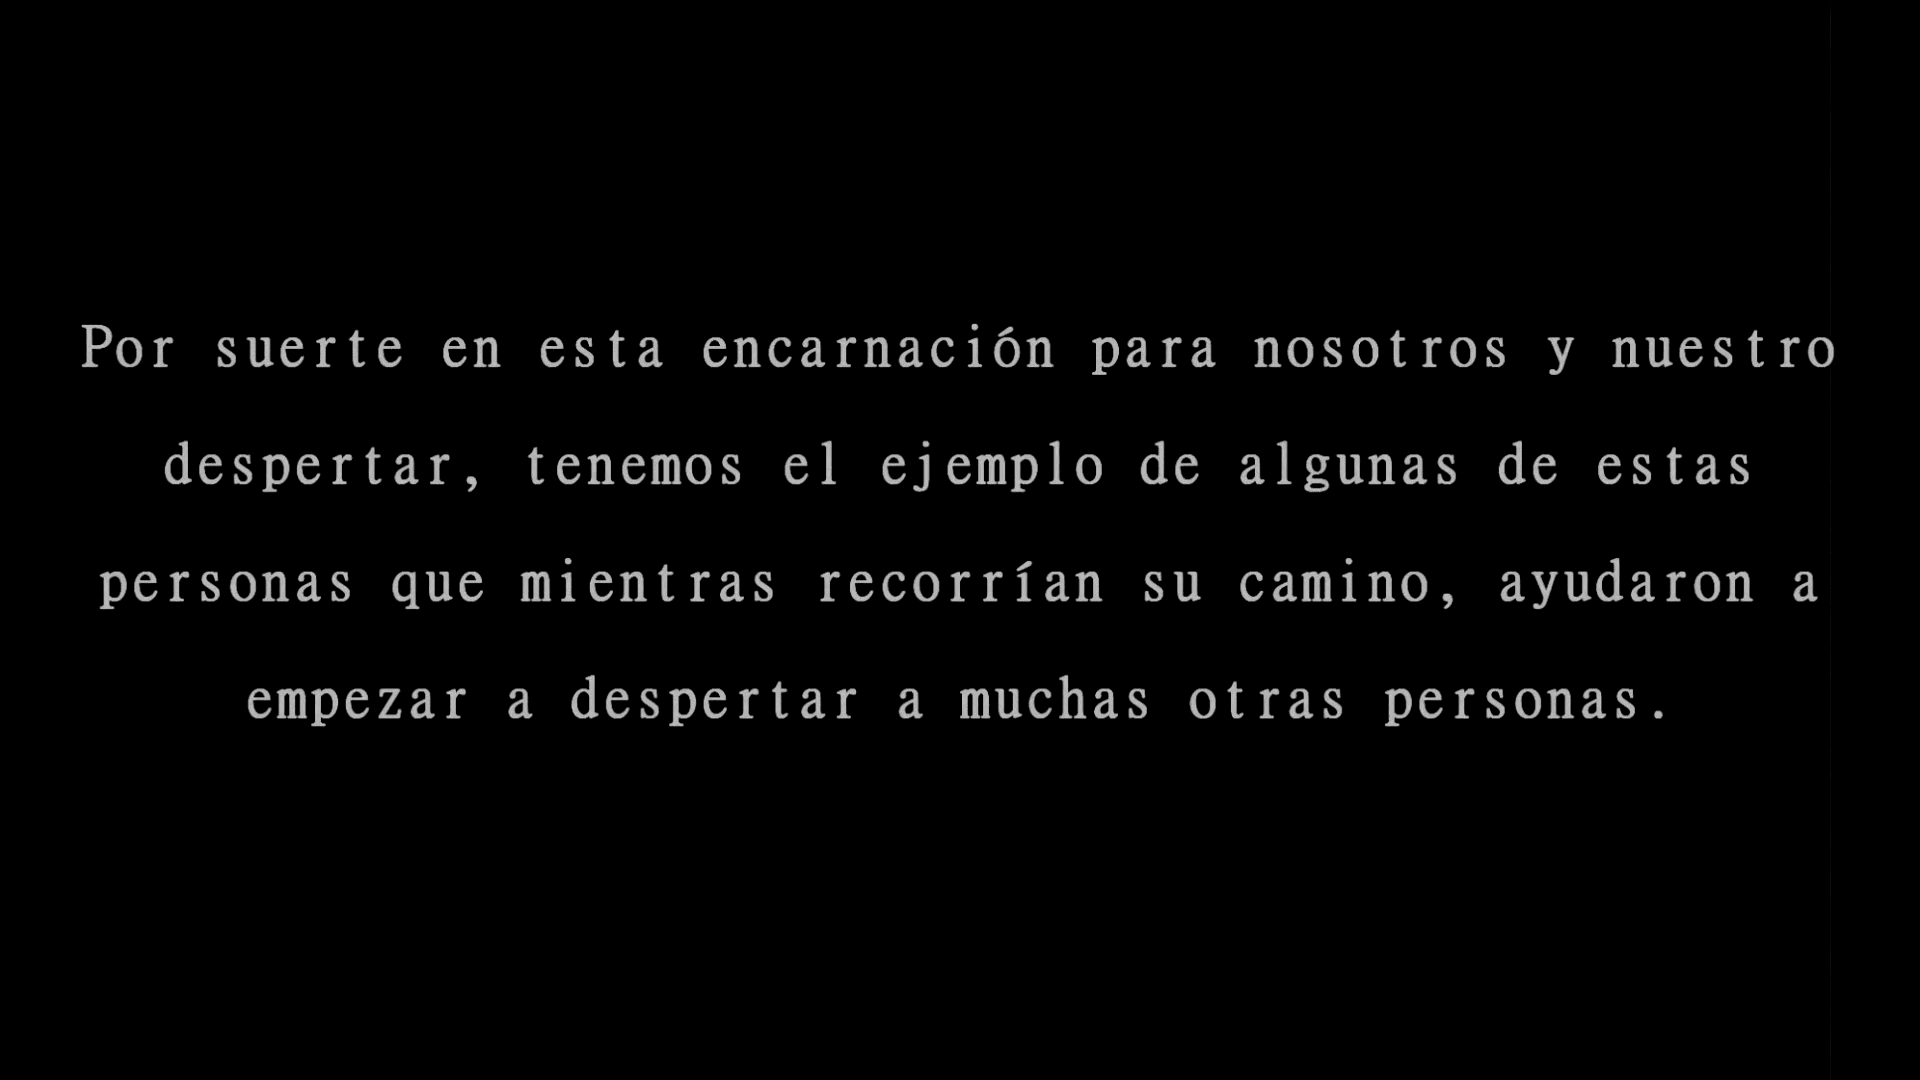 Por suerte en esta encarnación para nosotros y nuestro
despertar, tenemos el ejemplo de algunas de estas
personas que mientras recorrían su camino, ayudaron a
empezar a despertar a muchas otras personas.